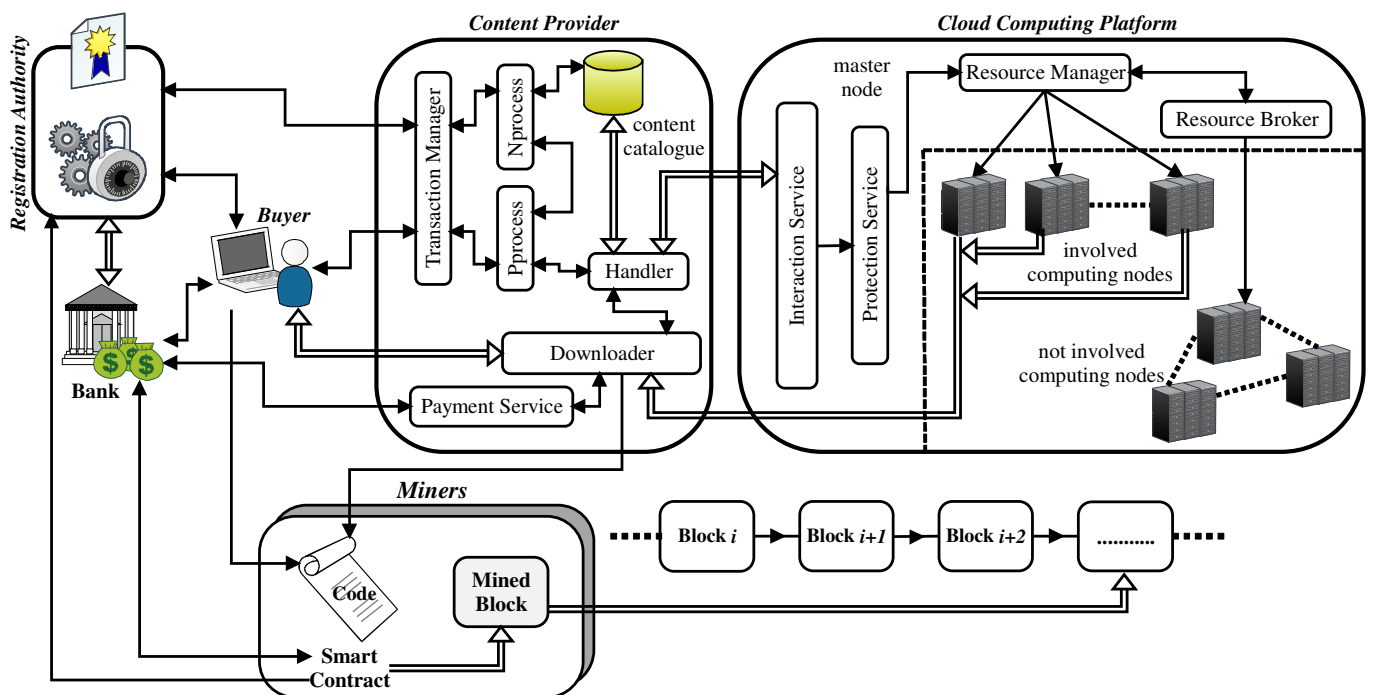 Content Provider
Cloud Computing Platform
Registration Authority
Transaction Manager
Nprocess
Pprocess
content
catalogue
Handler
Downloader
Payment Service
Buyer
$ $ $
Bank
master
node
Interaction Service
Protection Service
Resource Manager
Resource Broker
involved
computing nodes
not involved
computing nodes
Miners
Code
Mined
Block
Smart
Contract
Block i
Block i+1
Block i+2
...........